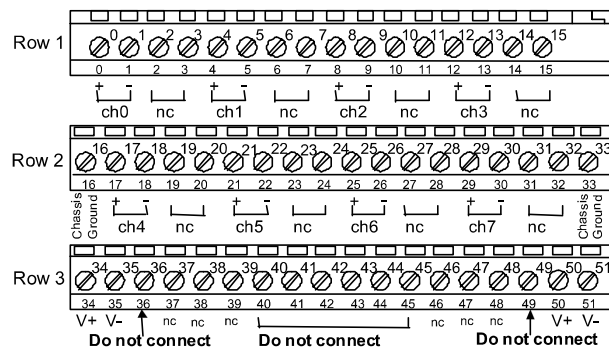 0 1 2 3 4 5 6 7 8 9 10 11 12 13 14 15
Row 1
0 1 2 3 4 5 6 7 8 9 10 11 12 13 14 15
+ - + - + - + -
ch0 nc ch1 nc ch2 nc ch3 nc
16 17 18 19 20 21 22 23 24 25 26 27 28 29 30 31 32 33
Row 2
16 17 18 19 20 21 22 23 24 25 26 27 28 29 30 31 32 33
Chassis Ground
+ - + - + - + -
ch4 nc ch5 nc ch6 nc ch7 nc
Chassis Ground
34 35 36 37 38 39 40 41 42 43 44 45 46 47 48 49 50 51
Row 3
34 35 36 37 38 39 40 41 42 43 44 45 46 47 48 49 50 51
V+ V- nc nc nc nc nc nc V+ V-
Do not connect Do not connect Do not connect